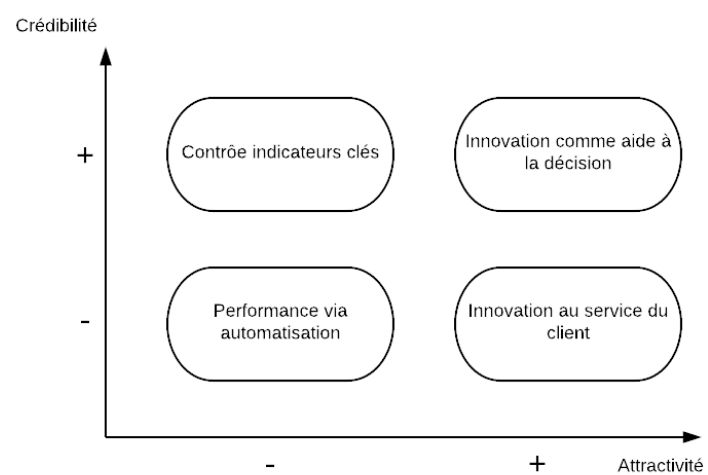 Crédibilité
+
Contrôe indicateurs clés
Innovation comme aide à
la décision
-
Performance via
automatisation
Innovation au service du
client
-
+
Attractivité